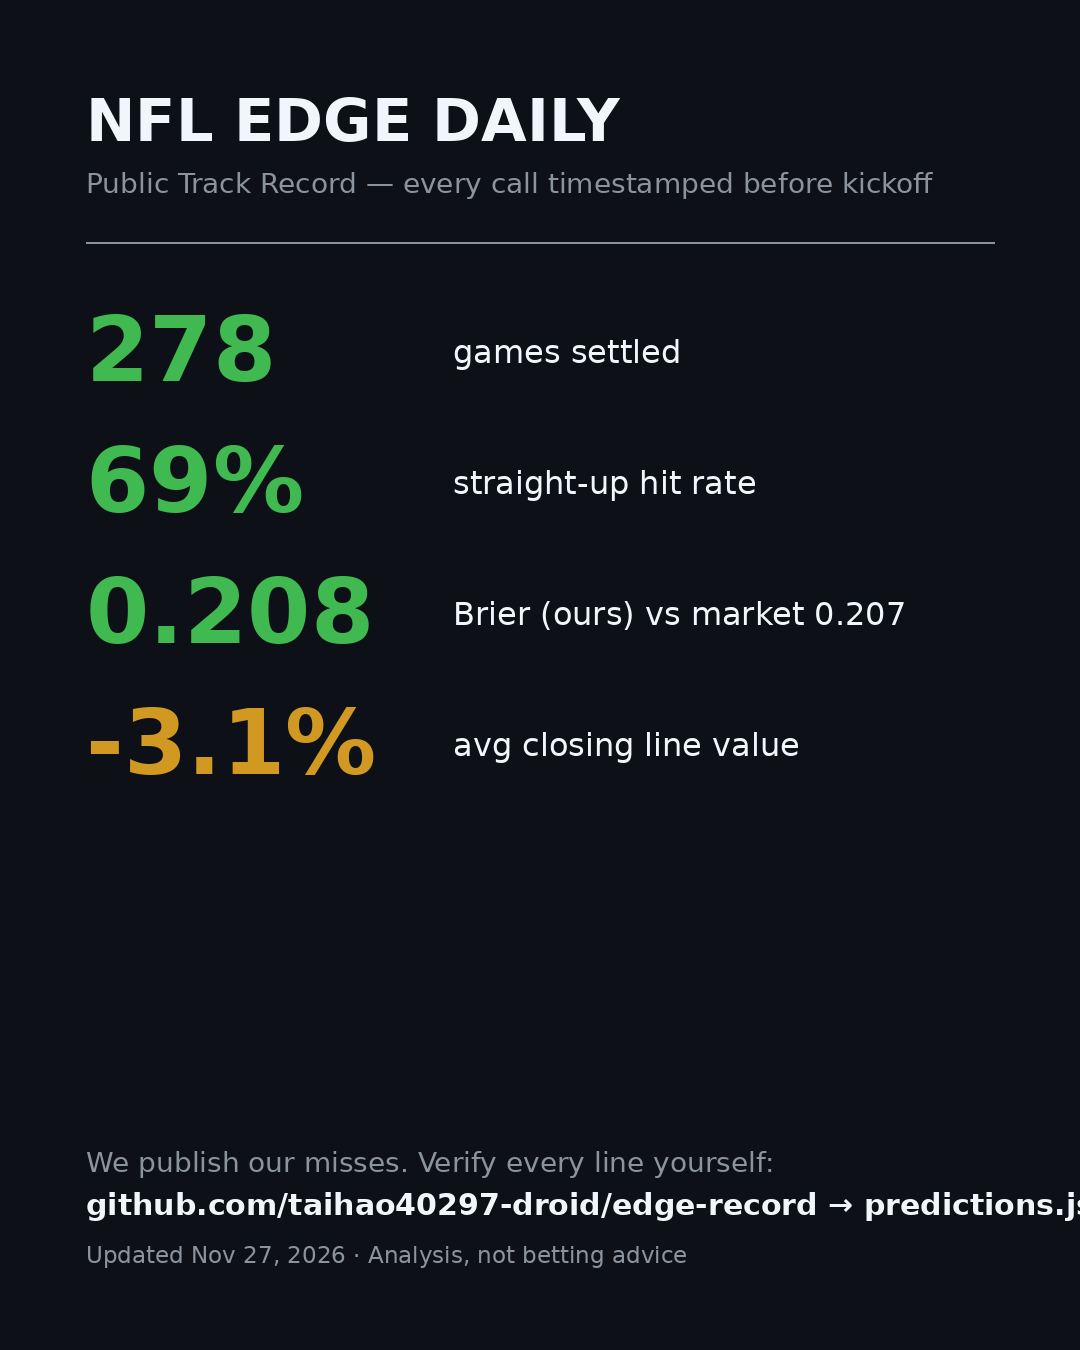 NFL EDGE DAILY
Public Track Record — every call timestamped before kickoff
278 games settled
69% straight-up hit rate
0.208 Brier (ours) vs market 0.207
-3.1% avg closing line value
We publish our misses. Verify every line yourself:
github.com/taihao40297-droid/edge-record → predictions.js
Updated Nov 27, 2026 · Analysis, not betting advice